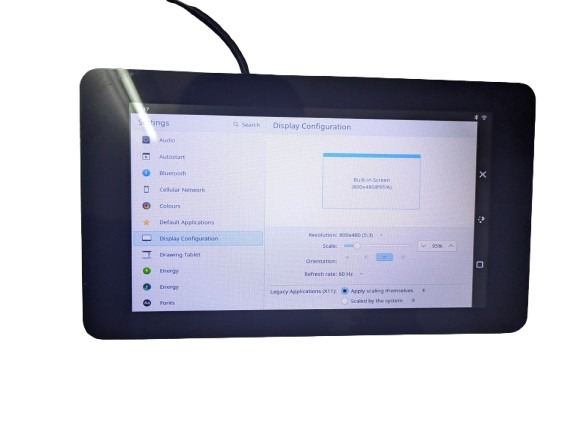 Settings
Search
Display Configuration
Audio
Autostart
Bluetooth
Cellular Network
Colours
Default Applications
Display Configuration
Drawing Tablet
Energy
Energy
Fonts
Built-in Screen
(800x480@95%)
Resolution: 800x480 (5:3)
Scale: 95%
Orientation:
Refresh rate: 60 Hz
Legacy Applications (X11): Apply scaling themselves
Scaled by the system